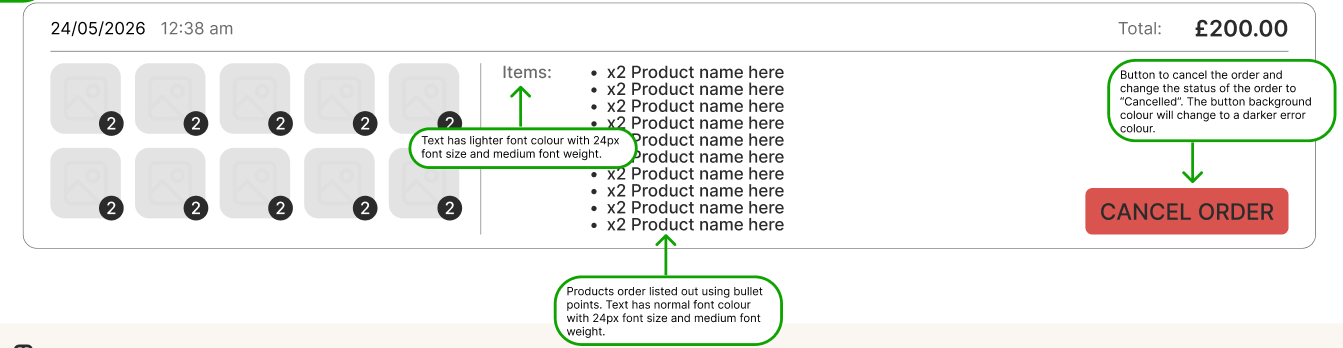 24/05/2026 12:38 am
Total: £200.00
2
2
2
2
2
2
2
2
2
2
Items:
• x2 Product name here
• x2 Product name here
• x2 Product name here
• x2 Product name here
x2 Product name here
x2 Product name here
• x2 Product name here
• x2 Product name here
• x2 Product name here
• x2 Product name here
Text has lighter font colour with 24px
font size and medium font weight.
Button to cancel the order and
change the status of the order to
“Cancelled”. The button background
colour will change to a darker error
colour.
CANCEL ORDER
Products order listed out using bullet
points. Text has normal font colour
with 24px font size and medium font
weight.